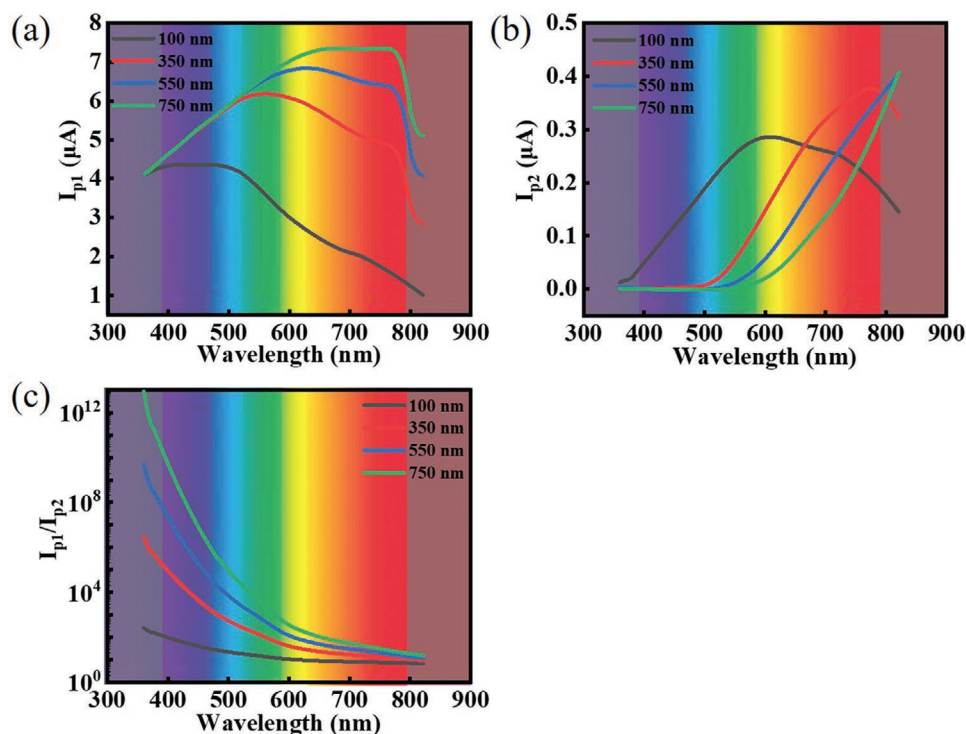 (a)
8
7
6
5
4
3
2
1
I_p1 (μA)
100 nm
350 nm
550 nm
750 nm
300 400 500 600 700 800 900
Wavelength (nm)
(b)
0.5
0.4
0.3
0.2
0.1
0.0
I_p2 (μA)
100 nm
350 nm
550 nm
750 nm
300 400 500 600 700 800 900
Wavelength (nm)
(c)
10^12
10^8
10^4
10^0
I_p1/I_p2
100 nm
350 nm
550 nm
750 nm
300 400 500 600 700 800 900
Wavelength (nm)